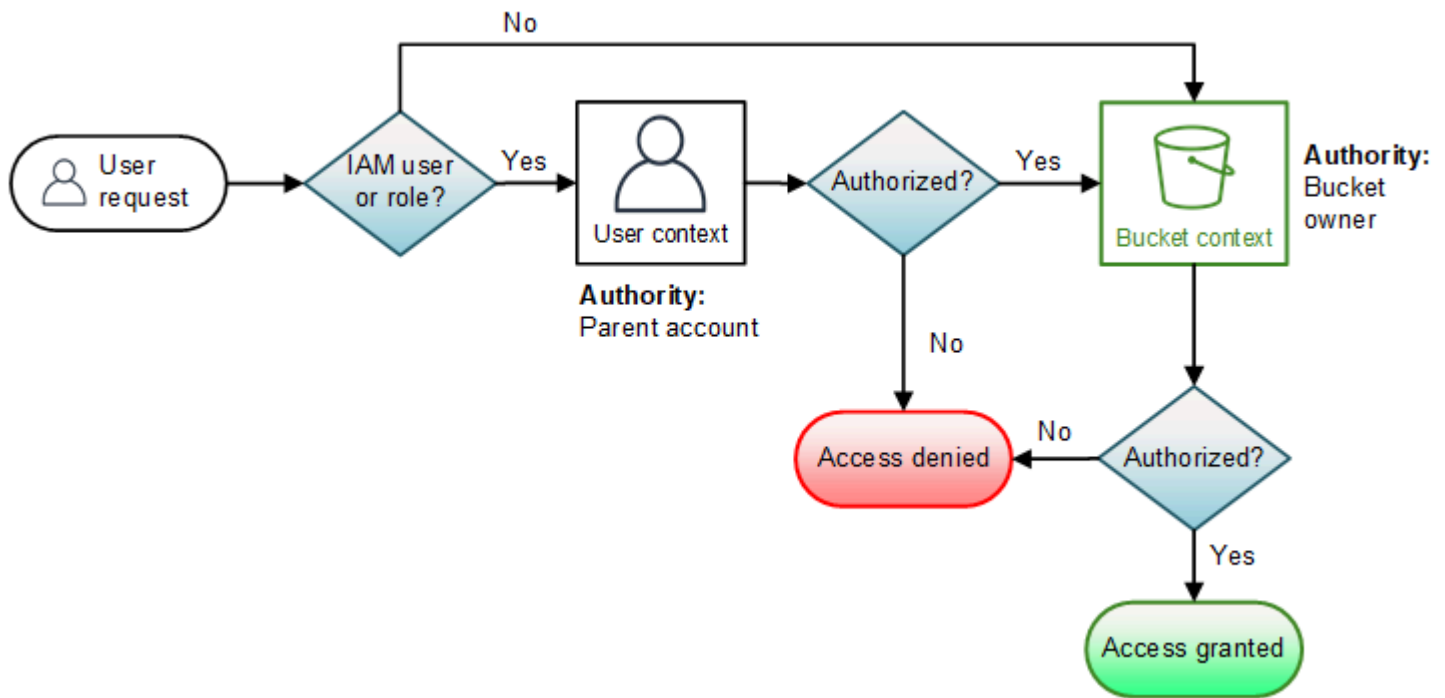 No
User
request
IAM user
or role?
Yes
User context
Authority:
Parent account
Authorized?
Yes
No
Bucket context
Authority:
Bucket
owner
Access denied
No
Authorized?
Yes
Access granted